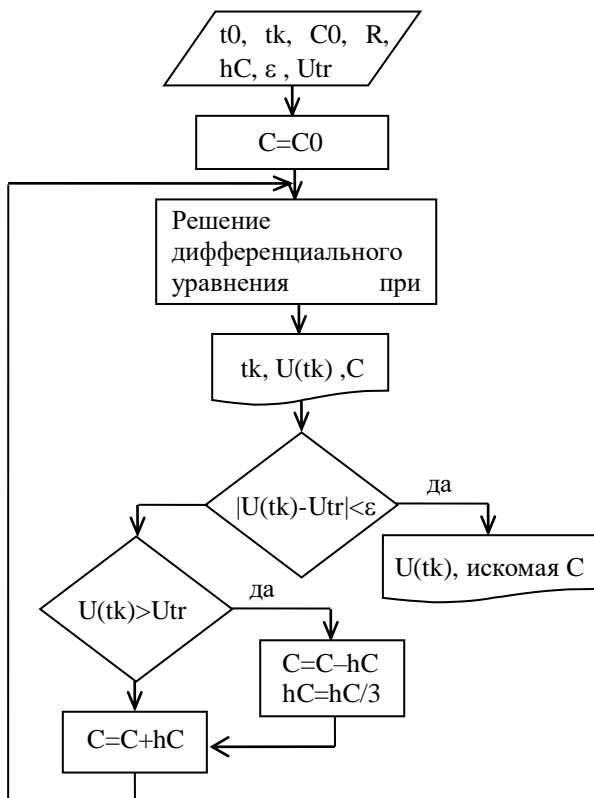 t0, tk, C0, R,
hC, ε , Utr
C=C0
Решение
дифференциального
уравнения при
tk, U(tk) ,C
|U(tk)-Utr|<ε
да
U(tk), искомая C
U(tk)>Utr
да
C=C–hC
hC=hC/3
C=C+hC